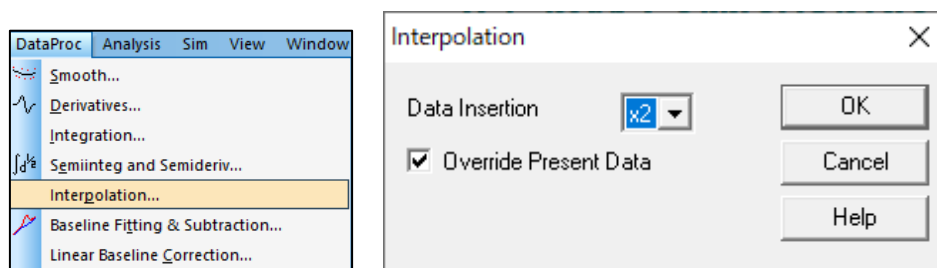 DataProc Analysis Sim View Window
Smooth...
Derivatives...
Integration...
Semiinteg and Semideriv...
Interpolation...
Baseline Fitting & Subtraction...
Linear Baseline Correction...
Interpolation
Data Insertion x2 OK
Override Present Data Cancel
Help